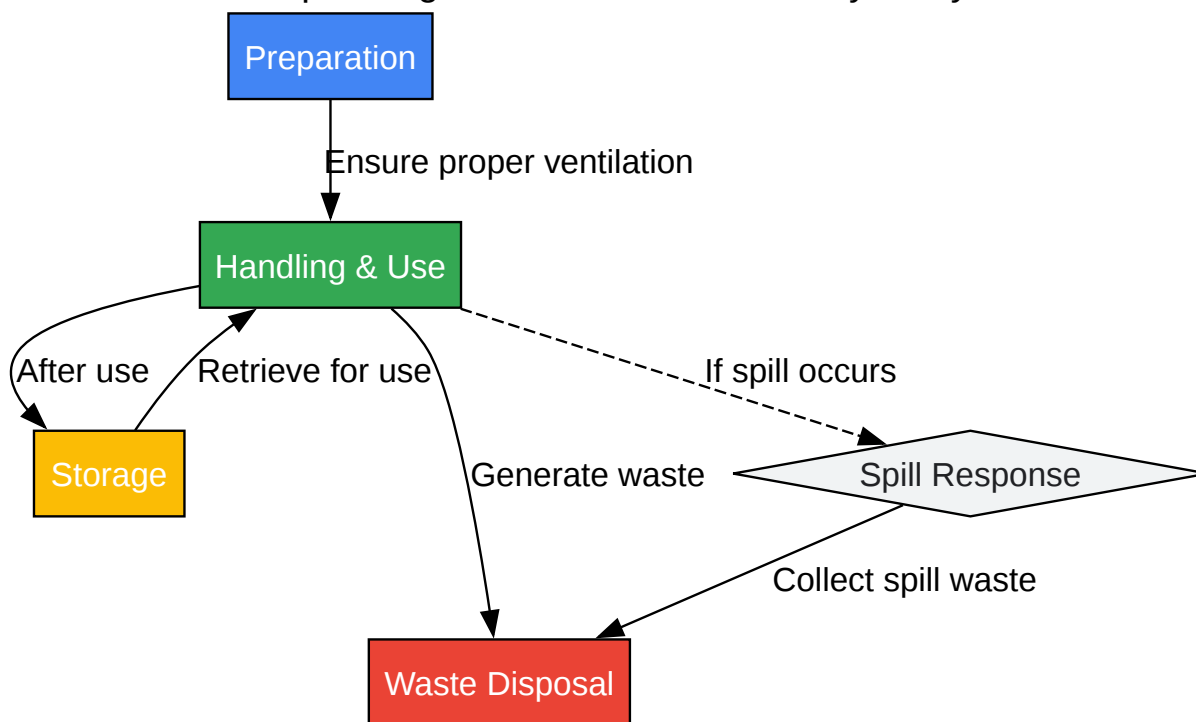 Preparation
Ensure proper ventilation
Handling & Use
After use
Retrieve for use
If spill occurs
Storage
Generate waste
Spill Response
Collect spill waste
Waste Disposal